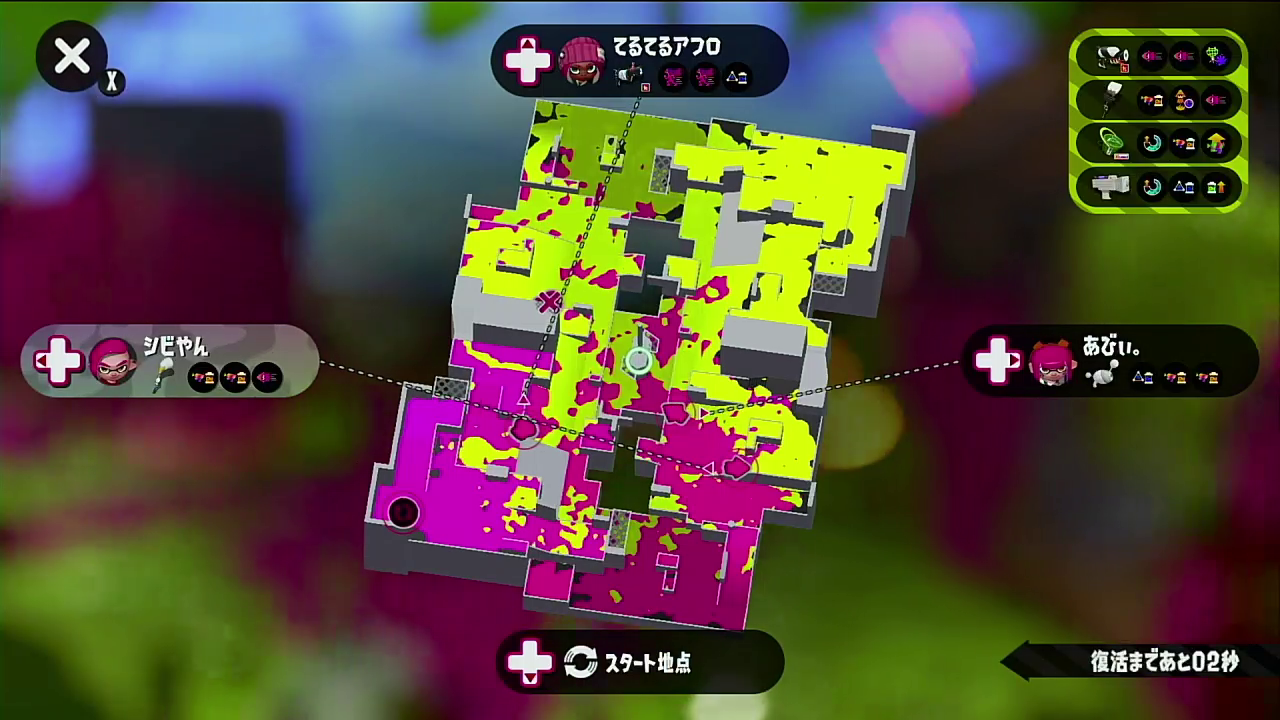 X
てるてるアフロ
シビやん
あびぃ。
スタート地点
復活まであと02秒